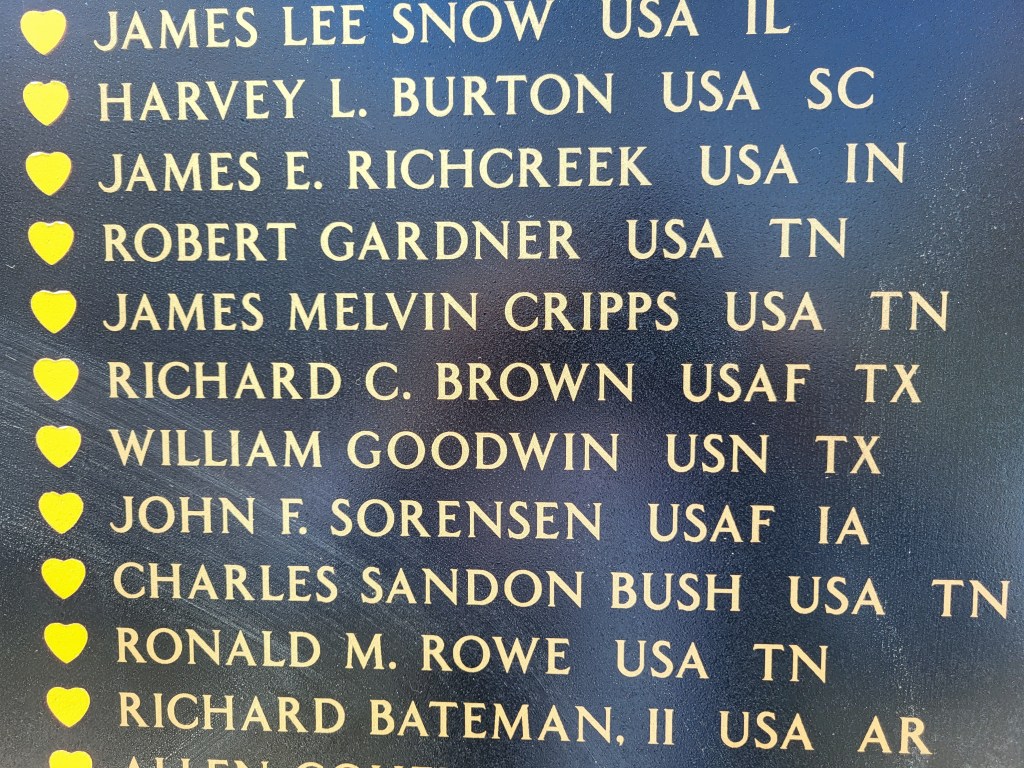 JAMES LEE SNOW USA IL
HARVEY L. BURTON USA SC
JAMES E. RICHCREEK USA IN
ROBERT GARDNER USA TN
JAMES MELVIN CRIPPS USA TN
RICHARD C. BROWN USAF TX
WILLIAM GOODWIN USN TX
JOHN F. SORENSEN USAF IA
CHARLES SANDON BUSH USA TN
RONALD M. ROWE USA TN
RICHARD BATEMAN, II USA AR
ALLEN